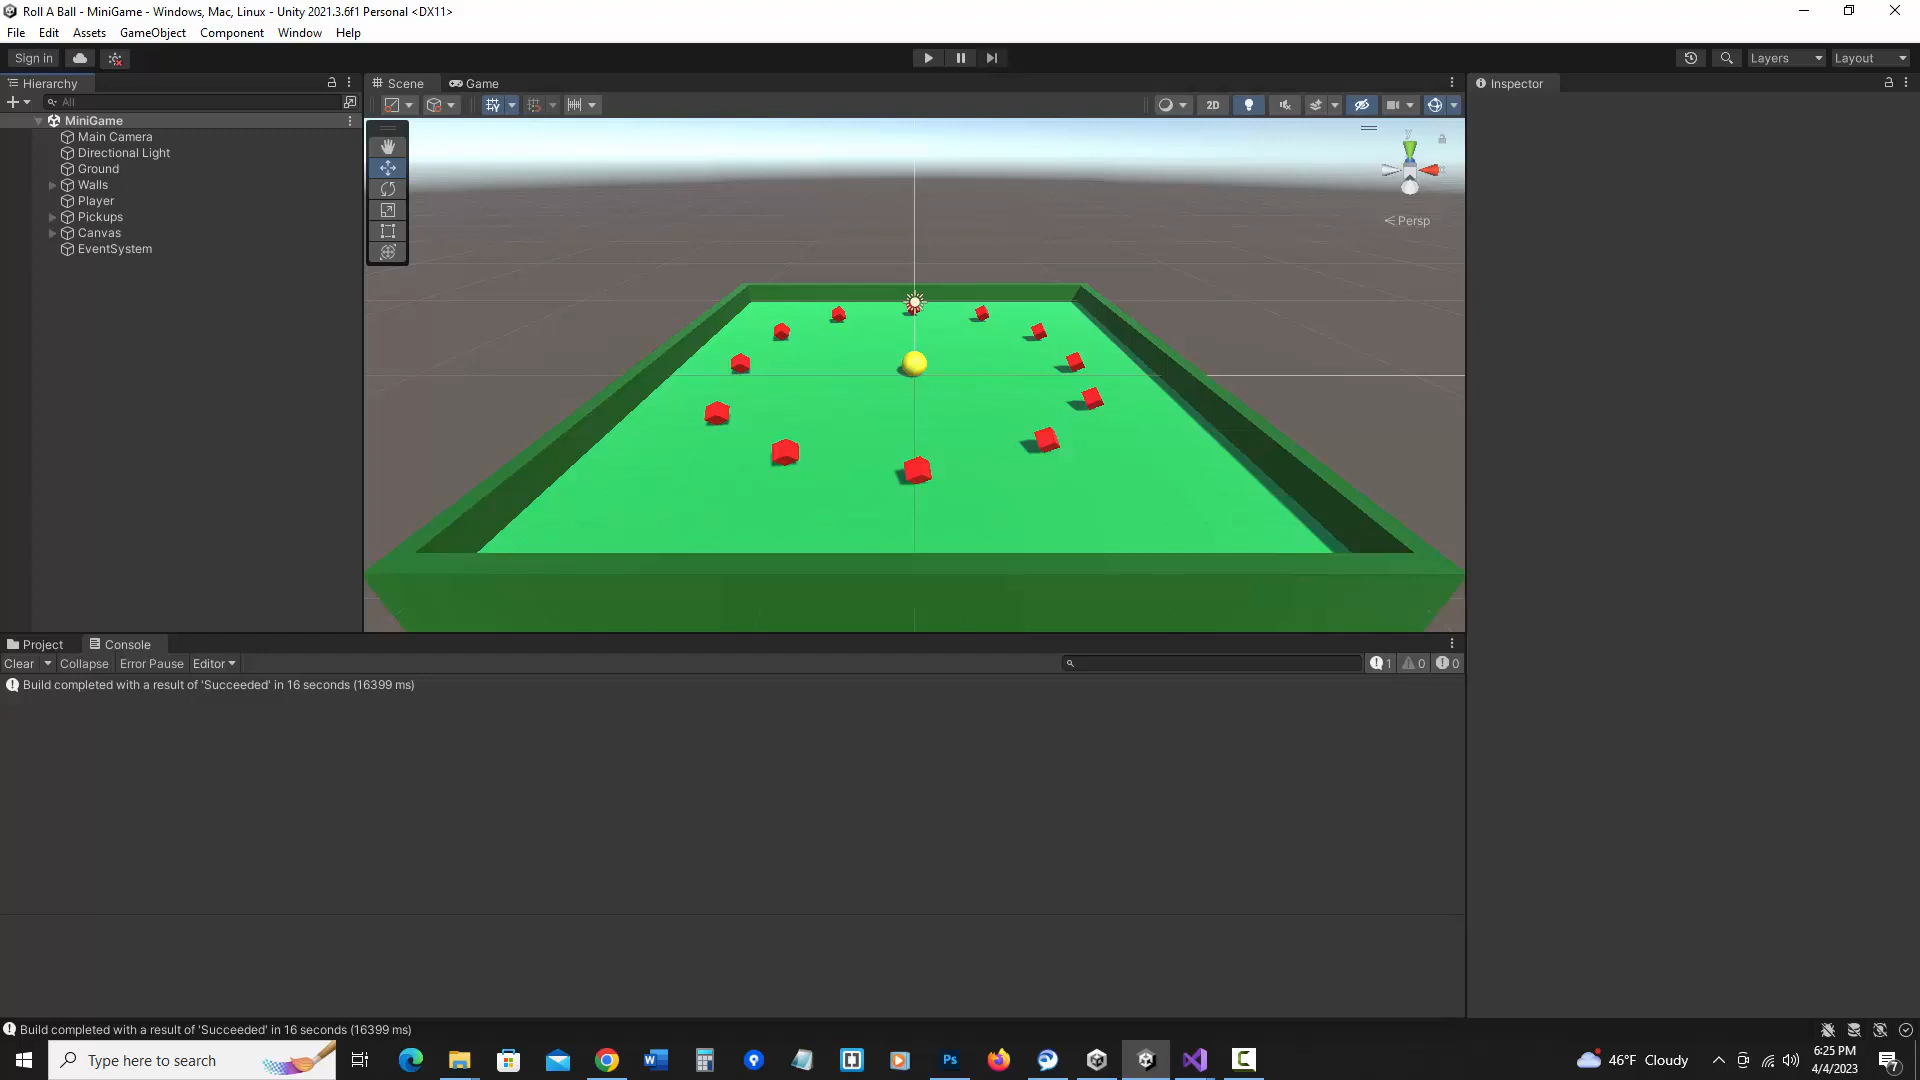 Roll A Ball - MiniGame - Windows, Mac, Linux - Unity 2021.3.6f1 Personal <DX11>
File Edit Assets GameObject Component Window Help
Sign in Layers Layout
Hierarchy Scene Game Inspector
All 2D
MiniGame
Main Camera
Directional Light
Ground
Walls
Player
Pickups
Canvas
EventSystem
y
Persp
Project Console
Clear Collapse Error Pause Editor 1 0 0
Build completed with a result of 'Succeeded' in 16 seconds (16399 ms)
Build completed with a result of 'Succeeded' in 16 seconds (16399 ms)
Type here to search Ps 46°F Cloudy 6:25 PM
4/4/2023 7